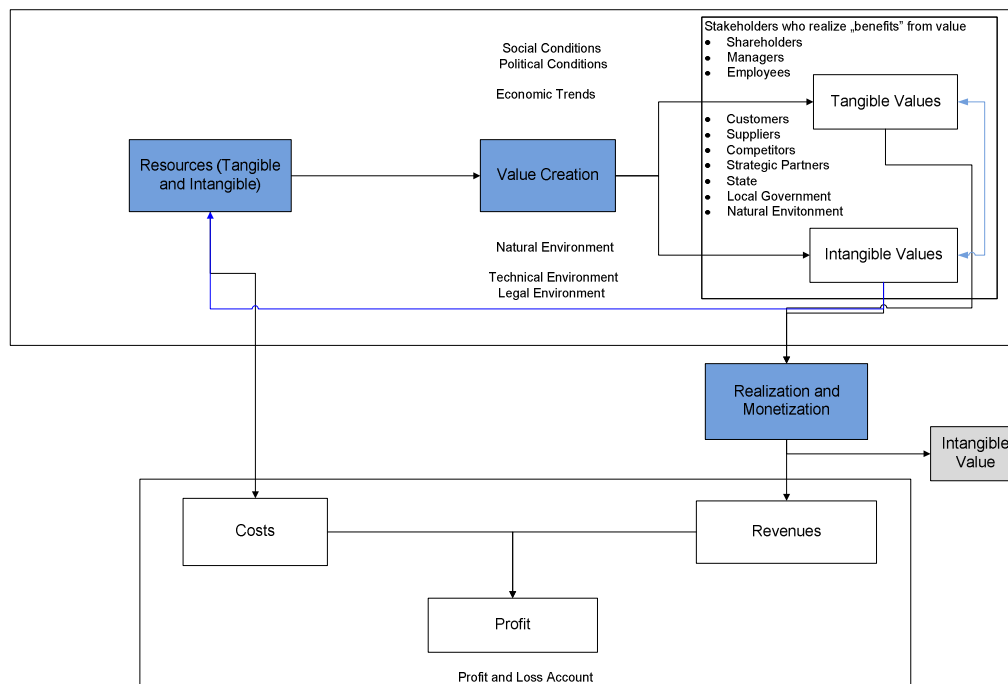 Stakeholders who realize „benefits” from value
• Shareholders
• Managers
• Employees
• Customers
• Suppliers
• Competitors
• Strategic Partners
• State
• Local Government
• Natural Envitonment
Social Conditions
Political Conditions
Economic Trends
Tangible Values
Resources (Tangible
and Intangible)
Value Creation
Intangible Values
Natural Environment
Technical Environment
Legal Environment
Realization and
Monetization
Intangible
Value
Costs
Revenues
Profit
Profit and Loss Account